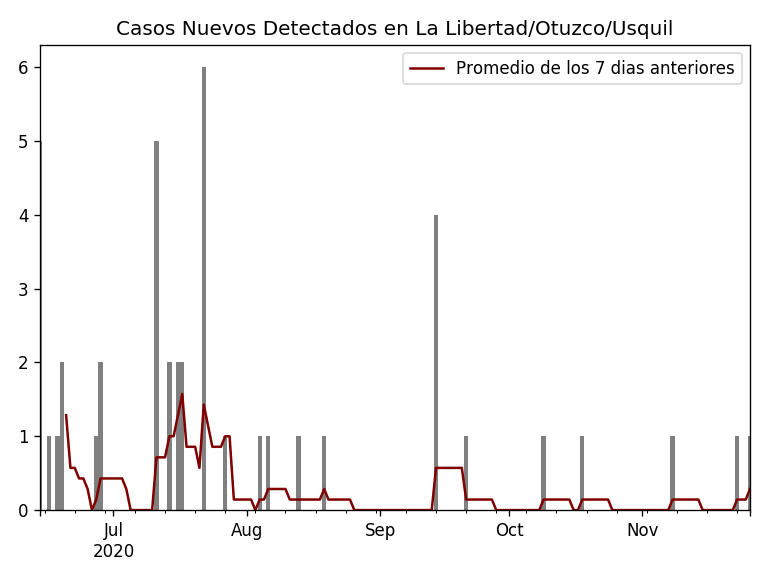 Casos Nuevos Detectados en La Libertad/Otuzco/Usquil
Promedio de los 7 dias anteriores
6
5
4
3
2
1
0
Jul Aug Sep Oct Nov
2020